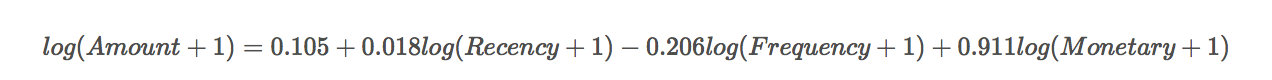 log(Amount + 1) = 0.105 + 0.018log(Recency + 1) − 0.206log(Frequency + 1) + 0.911log(Monetary + 1)